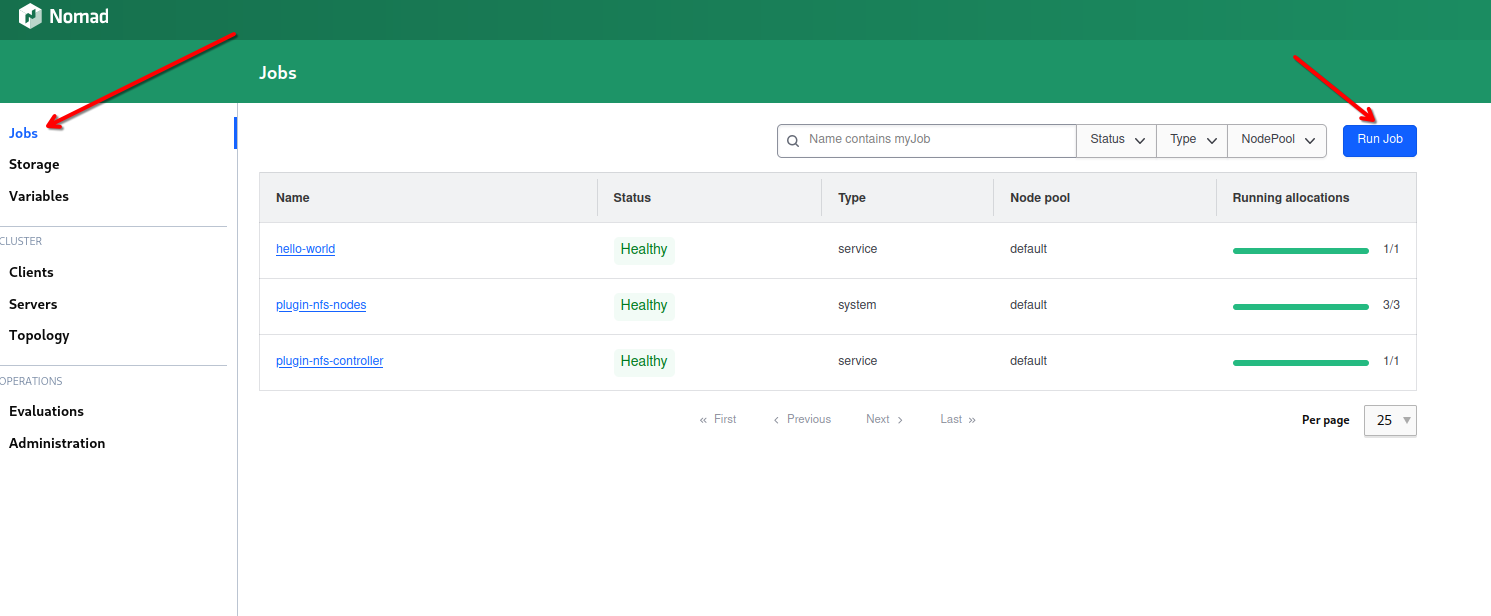 Nomad
Jobs
Jobs
Storage
Variables
CLUSTER
Clients
Servers
Topology
OPERATIONS
Evaluations
Administration
Name contains myJob Status Type NodePool Run Job
Name Status Type Node pool Running allocations
hello-world Healthy service default 1/1
plugin-nfs-nodes Healthy system default 3/3
plugin-nfs-controller Healthy service default 1/1
« First ‹ Previous Next › Last » Per page 25